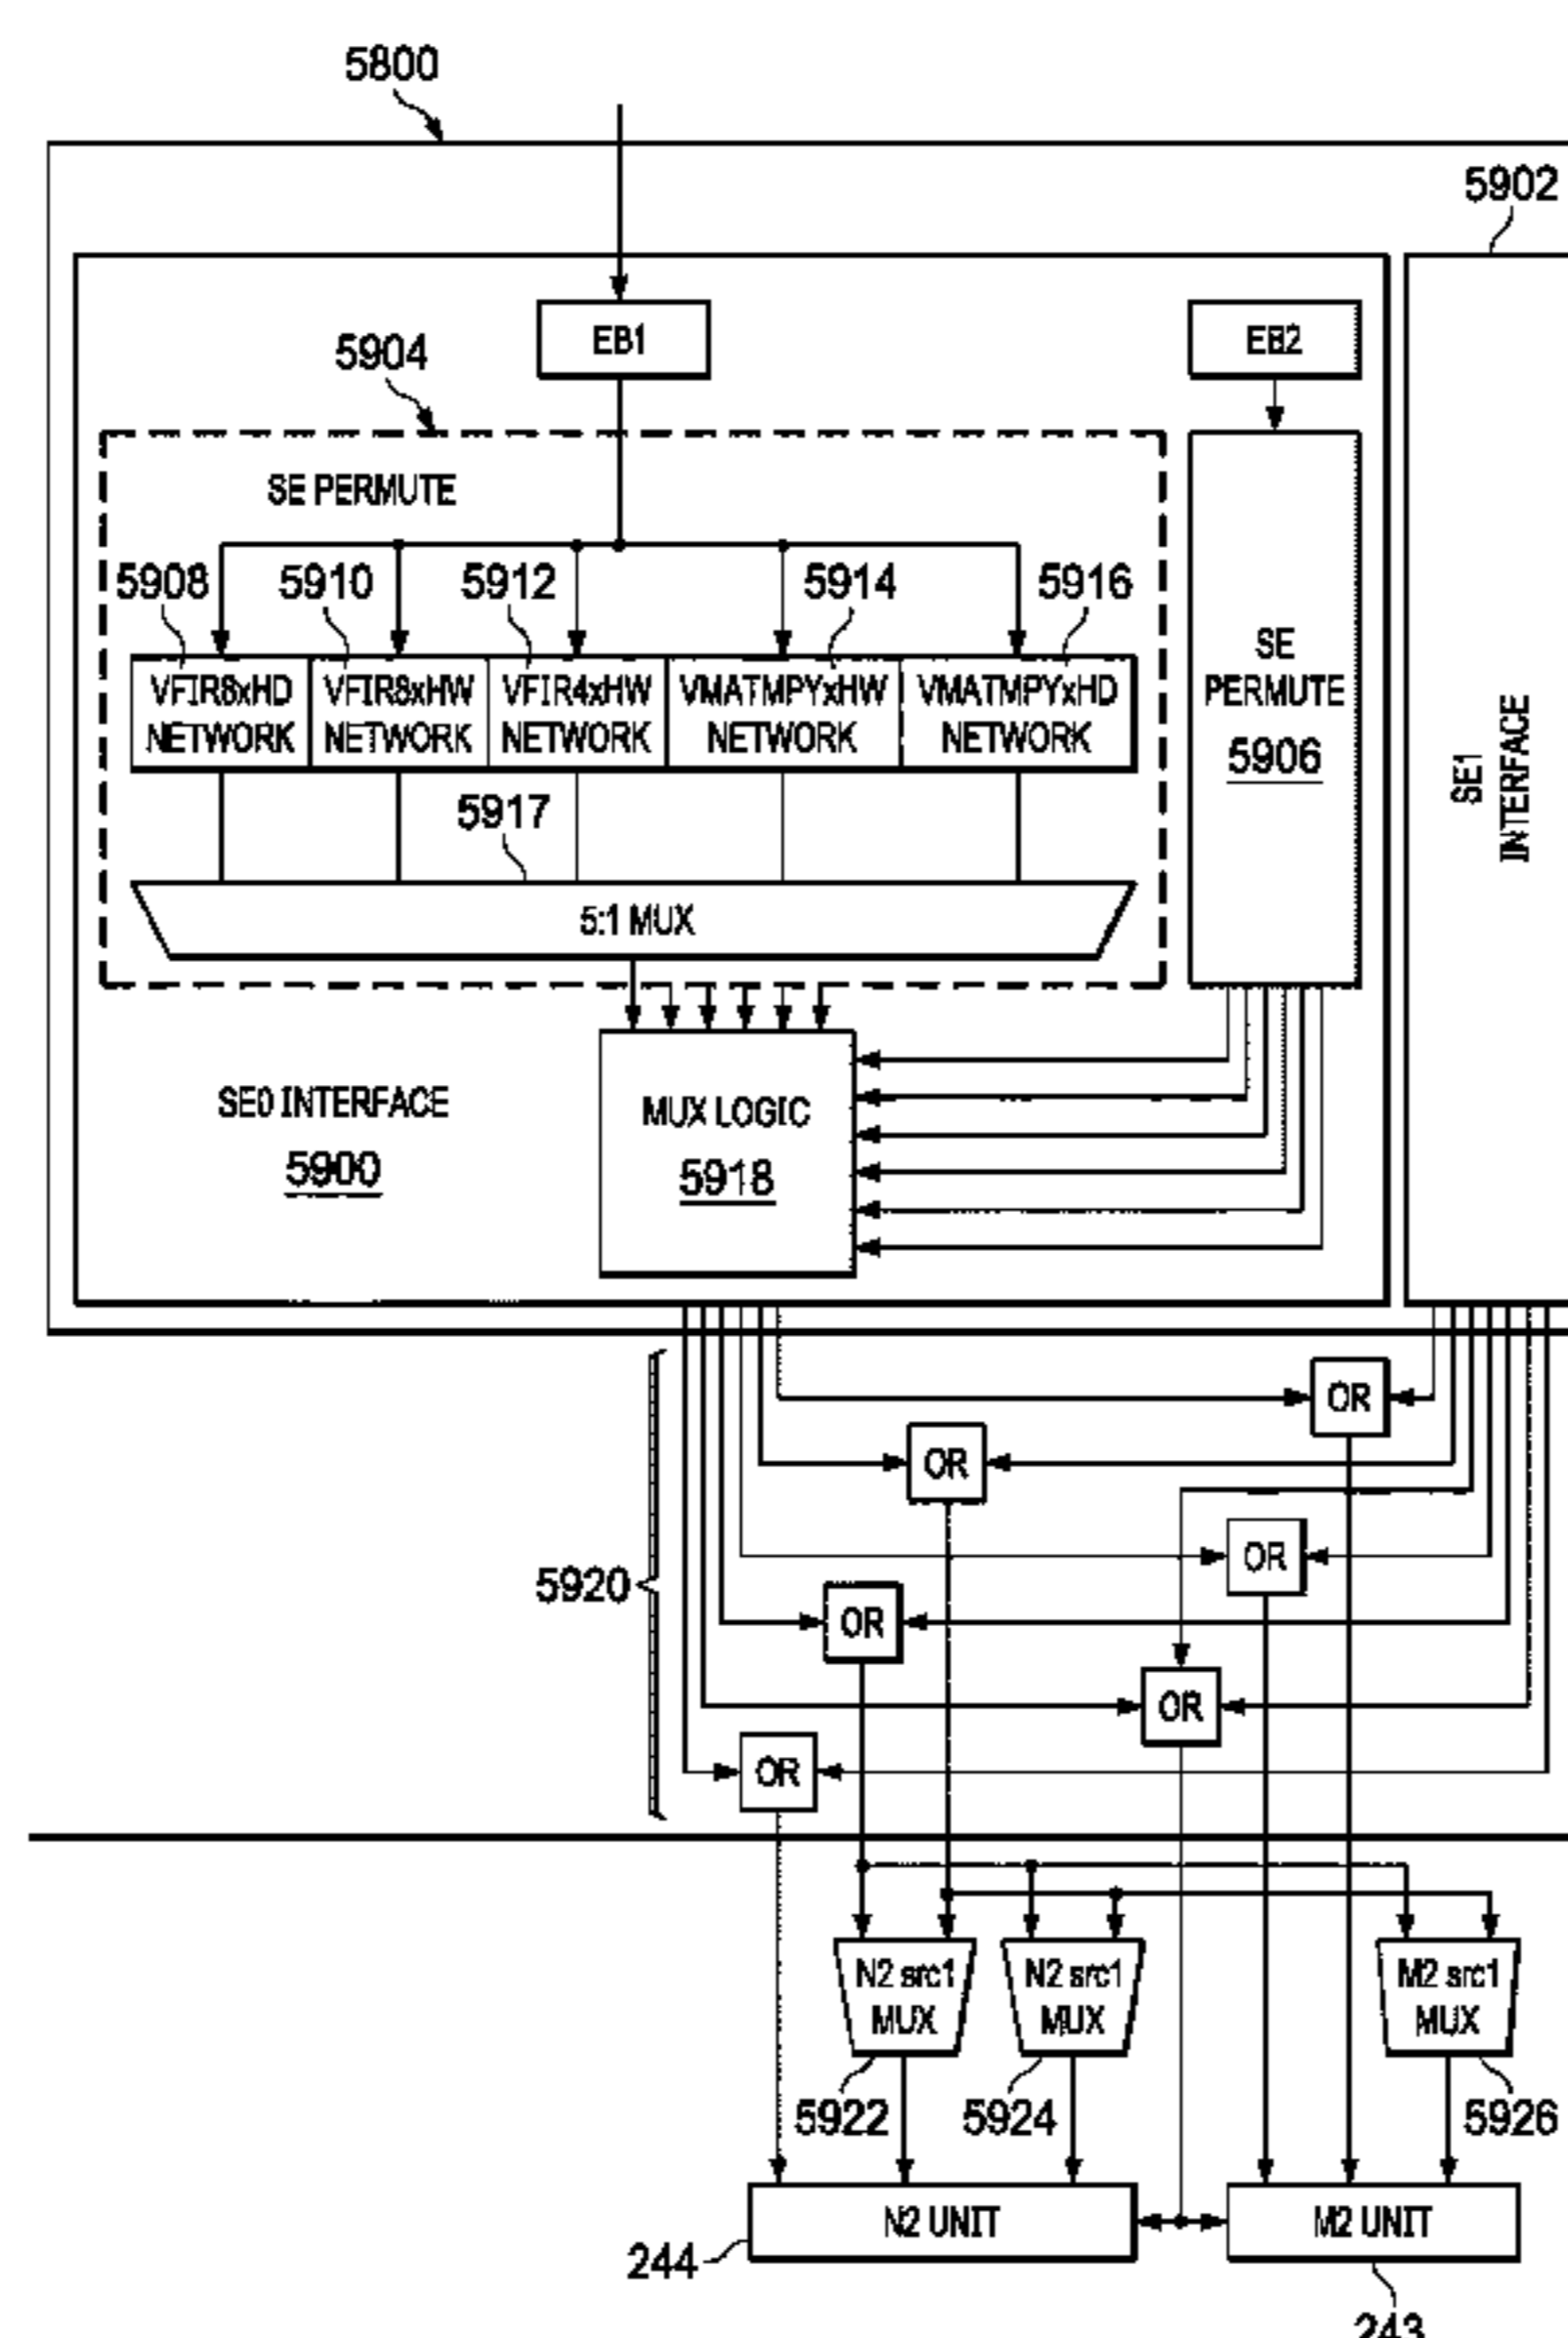 5800
5902
EB1
EB2
5904
SE PERMUTE
5908
5910
5912
5914
5916
VFIR8xHD
NETWORK
VFIR8xHW
NETWORK
VFIR4xHW
NETWORK
VMATMPYxHW
NETWORK
VMATMPYxHD
NETWORK
SE
PERMUTE
5906
SE1
INTERFACE
5917
5:1 MUX
SE0 INTERFACE
5900
MUX LOGIC
5918
OR
OR
OR
5920
OR
OR
OR
N2 src1
MUX
N2 src1
MUX
M2 src1
MUX
5922
5924
5926
N2 UNIT
M2 UNIT
244
243